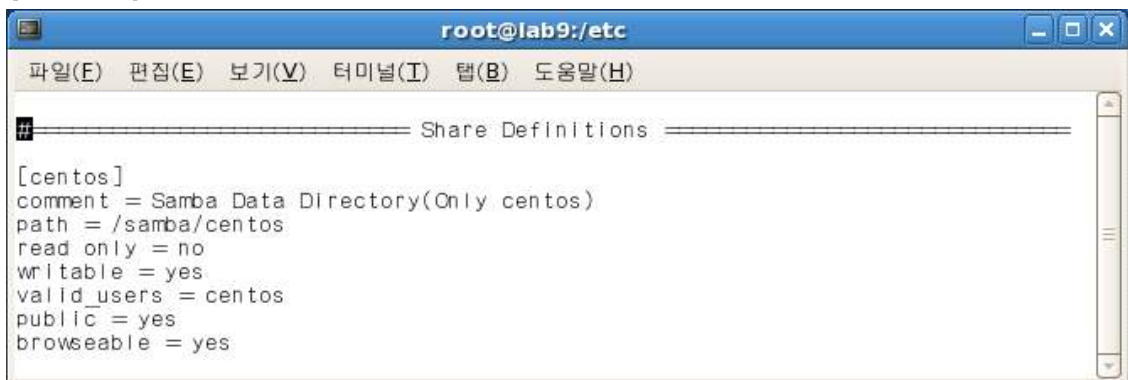 root@lab9:/etc
파일(F) 편집(E) 보기(V) 터미널(T) 탭(B) 도움말(H)
#============================ Share Definitions ==============================
[centos]
comment = Samba Data Directory(Only centos)
path = /samba/centos
read only = no
writable = yes
valid_users = centos
public = yes
browseable = yes